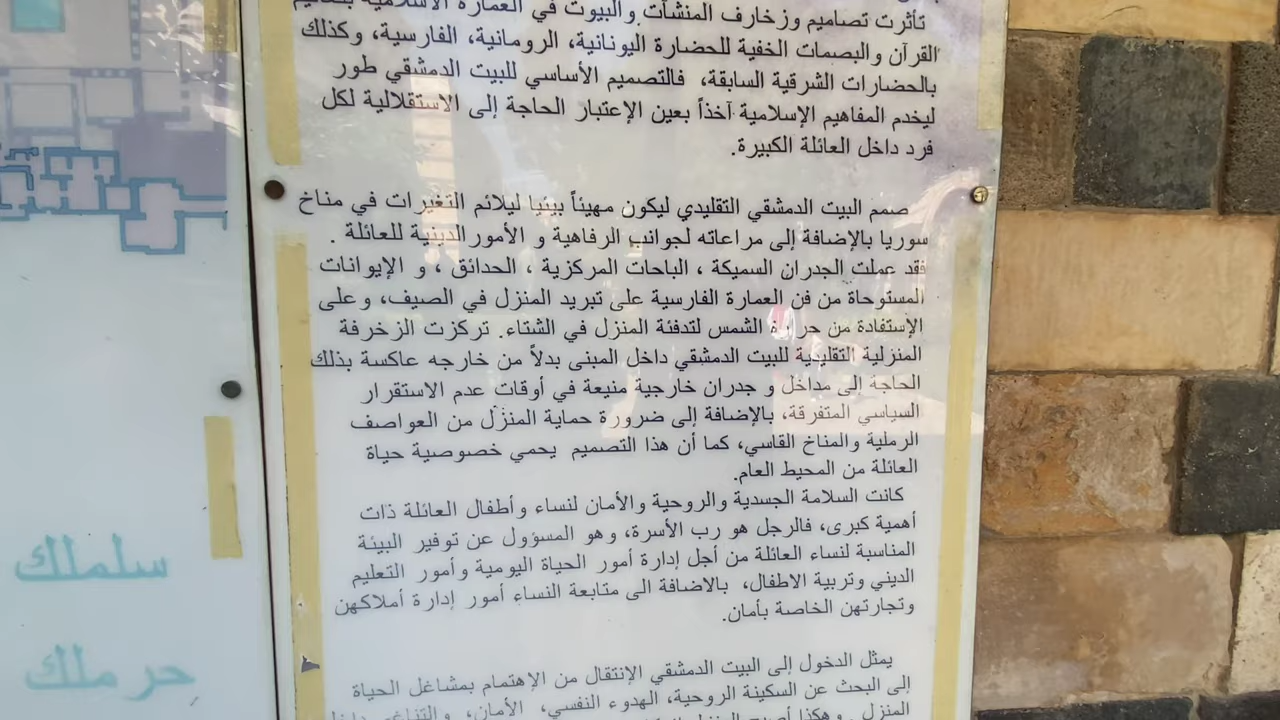 تأثرت تصاميم وزخارف المنشآت والبيوت في العمارة الاسلامية بتعاليم
القرآن والبصمات الخفية للحضارة اليونانية، الرومانية، الفارسية، وكذلك
بالحضارات الشرقية السابقة، فالتصميم الأساسي للبيت الدمشقي طور
ليخدم المفاهيم الإسلامية آخذاً بعين الإعتبار الحاجة إلى الاستقلالية لكل
فرد داخل العائلة الكبيرة.
صمم البيت الدمشقي التقليدي ليكون مهيئاً بيئيا ليلائم التغيرات في مناخ
سوريا بالإضافة إلى مراعاته لجوانب الرفاهية و الأمور الدينية للعائلة .
فقد عملت الجدران السميكة ، الباحات المركزية ، الحدائق ، و الإيوانات
المستوحاة من فن العمارة الفارسية على تبريد المنزل في الصيف، وعلى
الإستفادة من حرارة الشمس لتدفئة المنزل في الشتاء. تركزت الزخرفة
المنزلية التقليدية للبيت الدمشقي داخل المبنى بدلاً من خارجه عاكسة بذلك
الحاجة إلى مداخل و جدران خارجية منيعة في أوقات عدم الاستقرار
السياسي المتفرقة، بالإضافة إلى ضرورة حماية المنزل من العواصف
الرملية والمناخ القاسي، كما أن هذا التصميم يحمي خصوصية حياة
العائلة من المحيط العام.
كانت السلامة الجسدية والروحية والأمان لنساء وأطفال العائلة ذات
أهمية كبرى، فالرجل هو رب الأسرة، وهو المسؤول عن توفير البيئة
المناسبة لنساء العائلة من أجل إدارة أمور الحياة اليومية وأمور التعليم
الديني وتربية الاطفال، بالاضافة الى متابعة النساء أمور إدارة أملاكهن
وتجارتهن الخاصة بأمان.
يمثل الدخول إلى البيت الدمشقي الإنتقال من الإهتمام بمشاغل الحياة
إلى البحث عن السكينة الروحية، الهدوء النفسي، الأمان، والتناغم داخل
المنزل . وهكذا أصبح
سلملك
حرملك